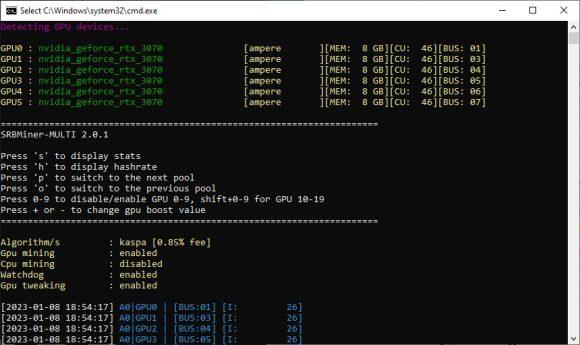 Select C:\Windows\system32\cmd.exe
Detecting GPU devices...
GPU0 : nvidia_geforce_rtx_3070 [ampere ][MEM: 8 GB][CU: 46][BUS: 01]
GPU1 : nvidia_geforce_rtx_3070 [ampere ][MEM: 8 GB][CU: 46][BUS: 03]
GPU2 : nvidia_geforce_rtx_3070 [ampere ][MEM: 8 GB][CU: 46][BUS: 04]
GPU3 : nvidia_geforce_rtx_3070 [ampere ][MEM: 8 GB][CU: 46][BUS: 05]
GPU4 : nvidia_geforce_rtx_3070 [ampere ][MEM: 8 GB][CU: 46][BUS: 06]
GPU5 : nvidia_geforce_rtx_3070 [ampere ][MEM: 8 GB][CU: 46][BUS: 07]
==================================================================
SRBMiner-MULTI 2.0.1
Press 's' to display stats
Press 'h' to display hashrate
Press 'p' to switch to the next pool
Press 'o' to switch to the previous pool
Press 0-9 to disable/enable GPU 0-9, shift+0-9 for GPU 10-19
Press + or - to change gpu boost value
==================================================================
Algorithm/s : kaspa [0.85% fee]
Gpu mining : enabled
Cpu mining : disabled
Watchdog : enabled
Gpu tweaking : enabled
[2023-01-08 18:54:17] A0|GPU0 | [BUS:01] [I: 26]
[2023-01-08 18:54:17] A0|GPU1 | [BUS:03] [I: 26]
[2023-01-08 18:54:17] A0|GPU2 | [BUS:04] [I: 26]
[2023-01-08 18:54:17] A0|GPU3 | [BUS:05] [I: 26]